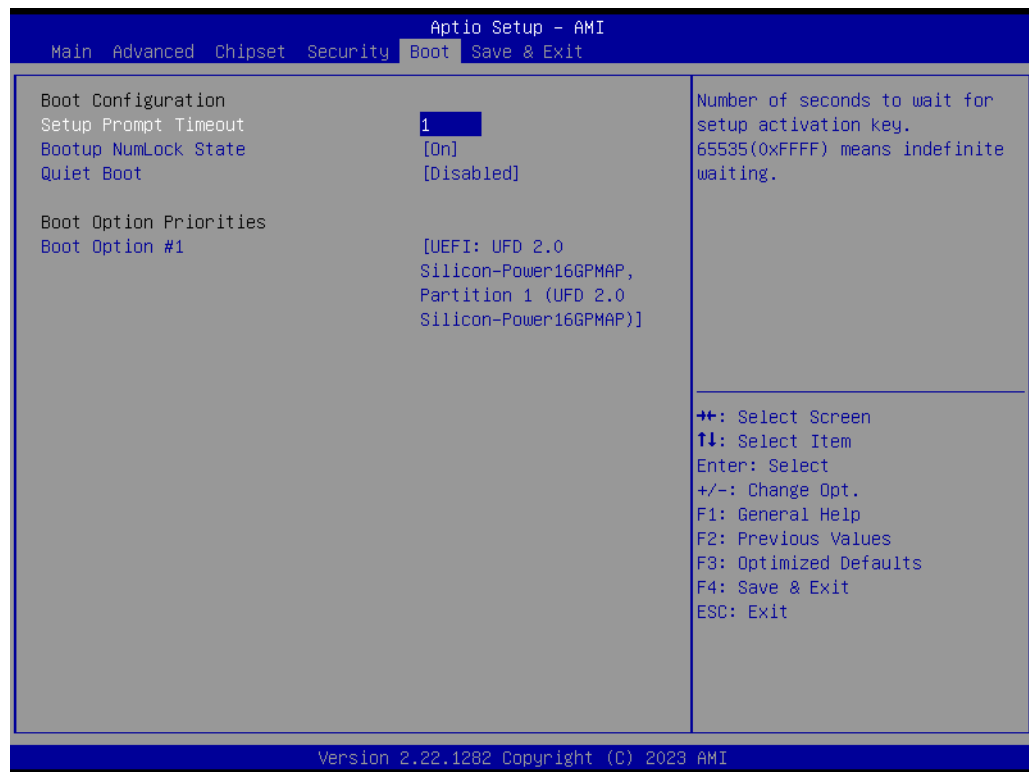 Aptio Setup – AMI
Main Advanced Chipset Security Boot Save & Exit
Boot Configuration
Setup Prompt Timeout 1
Bootup NumLock State [On]
Quiet Boot [Disabled]
Boot Option Priorities
Boot Option #1 [UEFI: UFD 2.0
Silicon-Power16GPMAP,
Partition 1 (UFD 2.0
Silicon-Power16GPMAP)]
Number of seconds to wait for
setup activation key.
65535(0xFFFF) means indefinite
waiting.
→←: Select Screen
↑↓: Select Item
Enter: Select
+/-: Change Opt.
F1: General Help
F2: Previous Values
F3: Optimized Defaults
F4: Save & Exit
ESC: Exit
Version 2.22.1282 Copyright (C) 2023 AMI